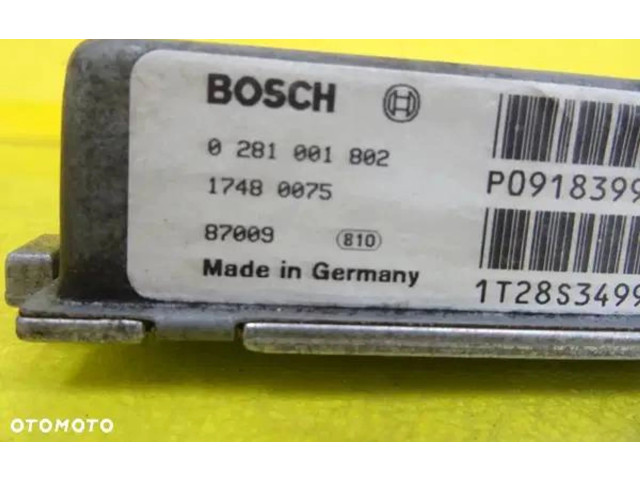 BOSCH
0 281 001 802
1748 0075
87009 810
Made in Germany
P0918399
1T28S3499
OTOMOTO